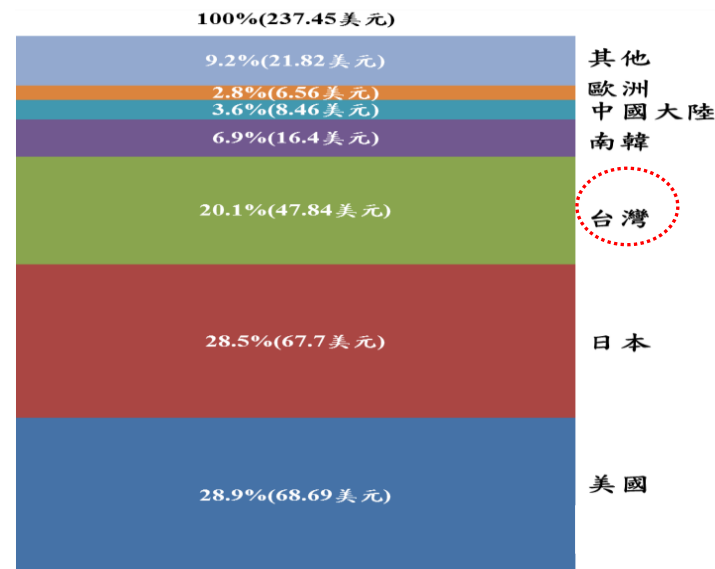 100%(237.45美元)
9.2%(21.82美元) 其他
2.8%(6.56美元) 歐洲
3.6%(8.46美元) 中國大陸
6.9%(16.4美元) 南韓
20.1%(47.84美元) 台灣
28.5%(67.7美元) 日本
28.9%(68.69美元) 美國